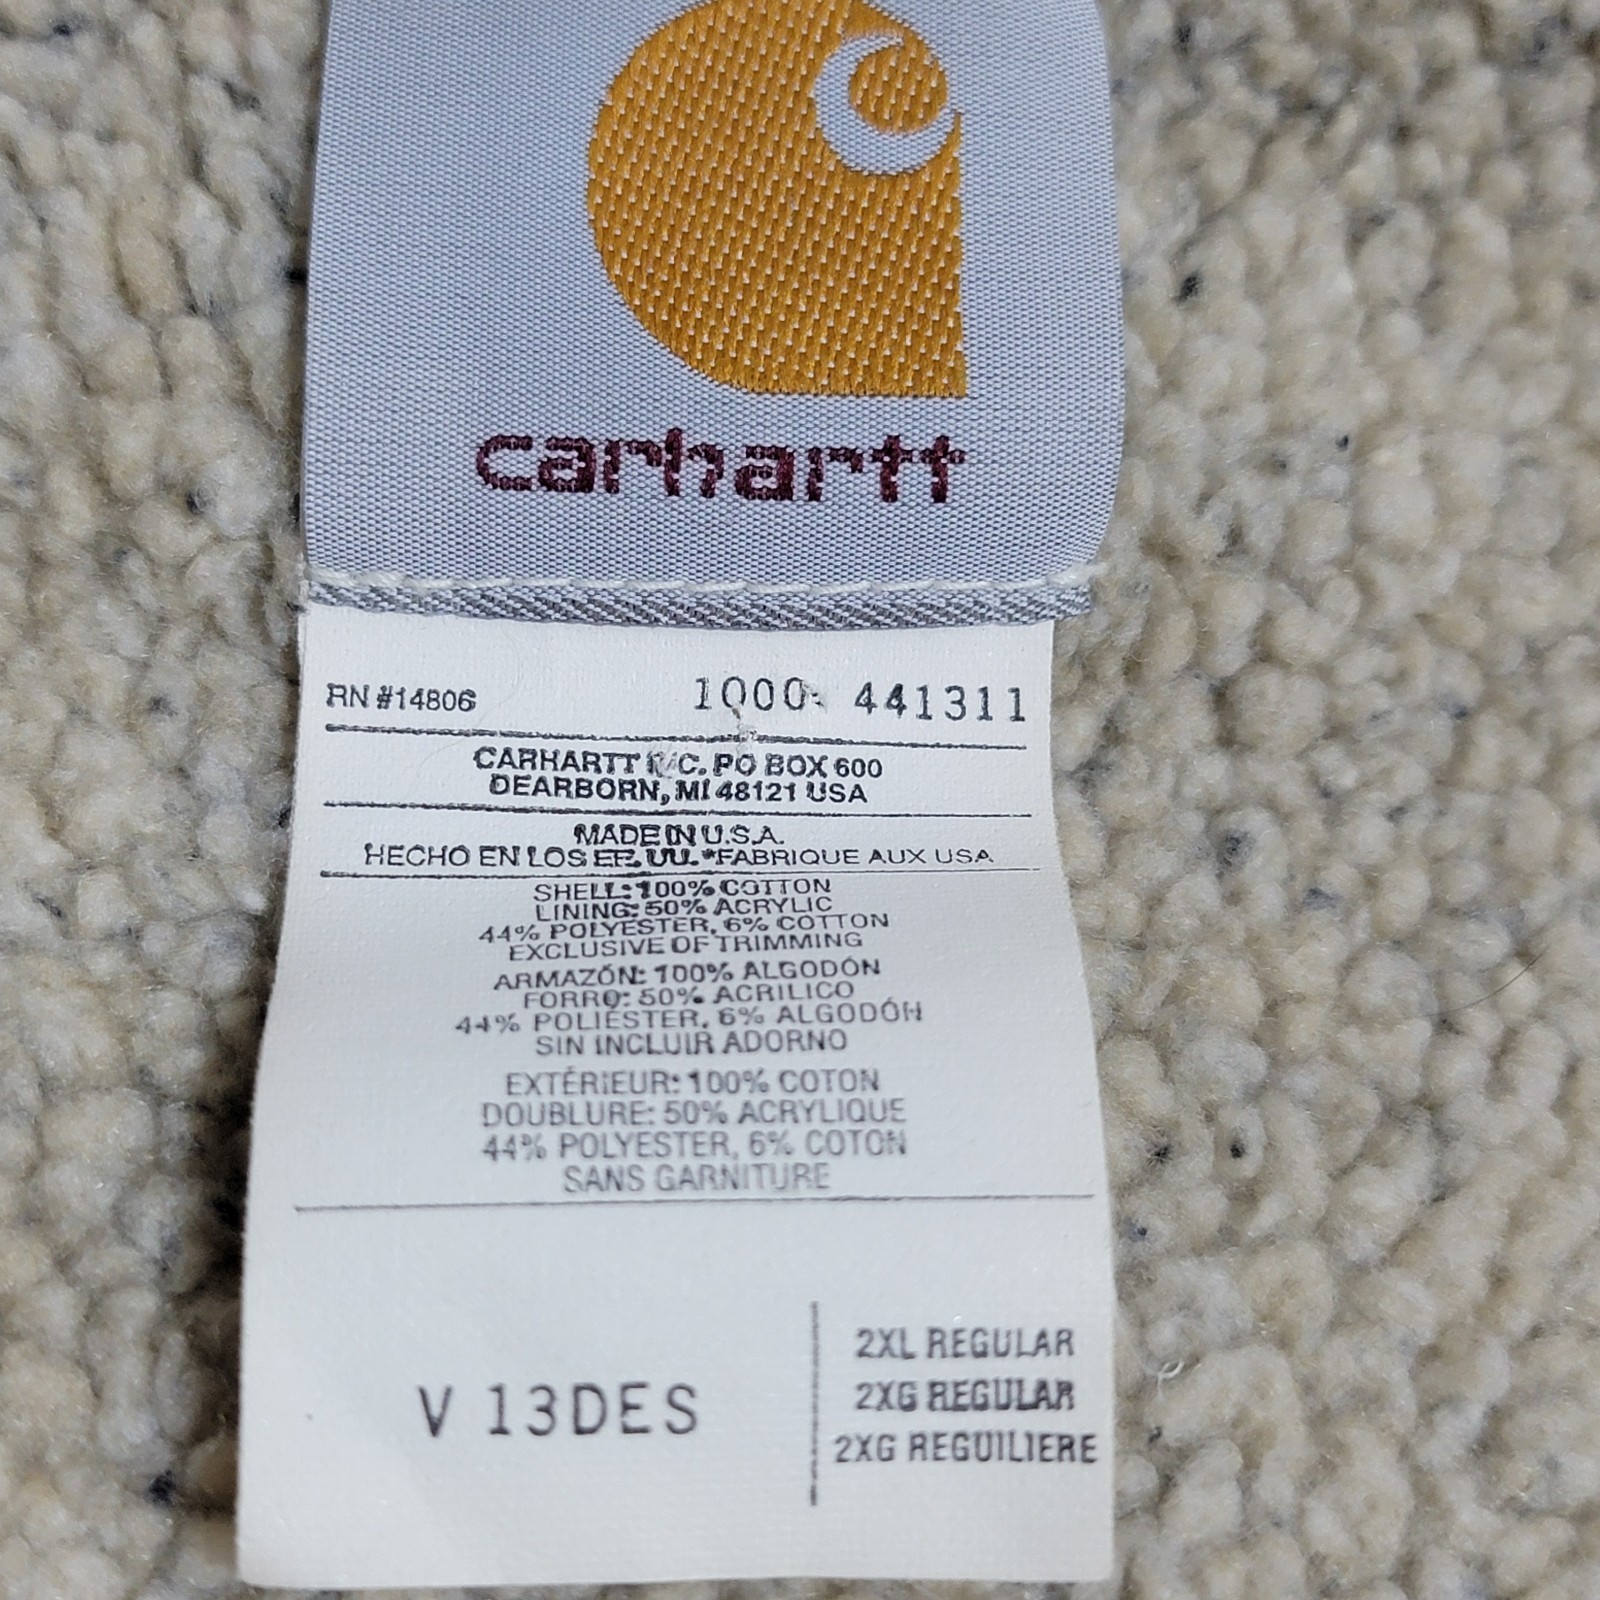 carhartt
RN #14806 1000- 441311
CARHARTT INC. PO BOX 600
DEARBORN, MI 48121 USA
MADE IN U.S.A.
HECHO EN LOS EE. UU. *FABRIQUE AUX USA
SHELL: 100% COTTON
LINING: 50% ACRYLIC
44% POLYESTER, 6% COTTON
EXCLUSIVE OF TRIMMING
ARMAZÓN: 100% ALGODÓN
FORRO: 50% ACRILICO
44% POLIÉSTER, 6% ALGODÓN
SIN INCLUIR ADORNO
EXTÉRIEUR: 100% COTON
DOUBLURE: 50% ACRYLIQUE
44% POLYESTER, 6% COTON
SANS GARNITURE
V 13DES
2XL REGULAR
2XG REGULAR
2XG REGUILIERE